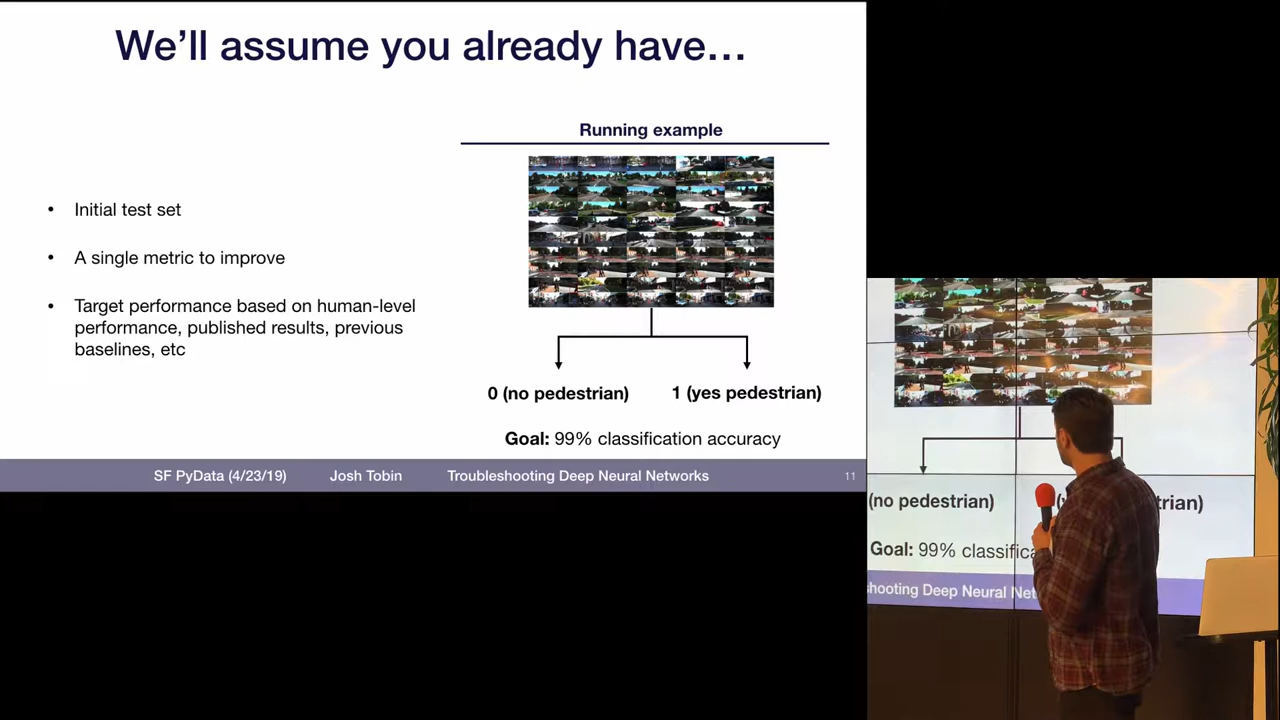 We'll assume you already have…
Running example
• Initial test set
• A single metric to improve
• Target performance based on human-level
performance, published results, previous
baselines, etc
0 (no pedestrian) 1 (yes pedestrian)
Goal: 99% classification accuracy
SF PyData (4/23/19) Josh Tobin Troubleshooting Deep Neural Networks 11
(no pedestrian) trian)
Goal: 99% classifica
shooting Deep Neural Net